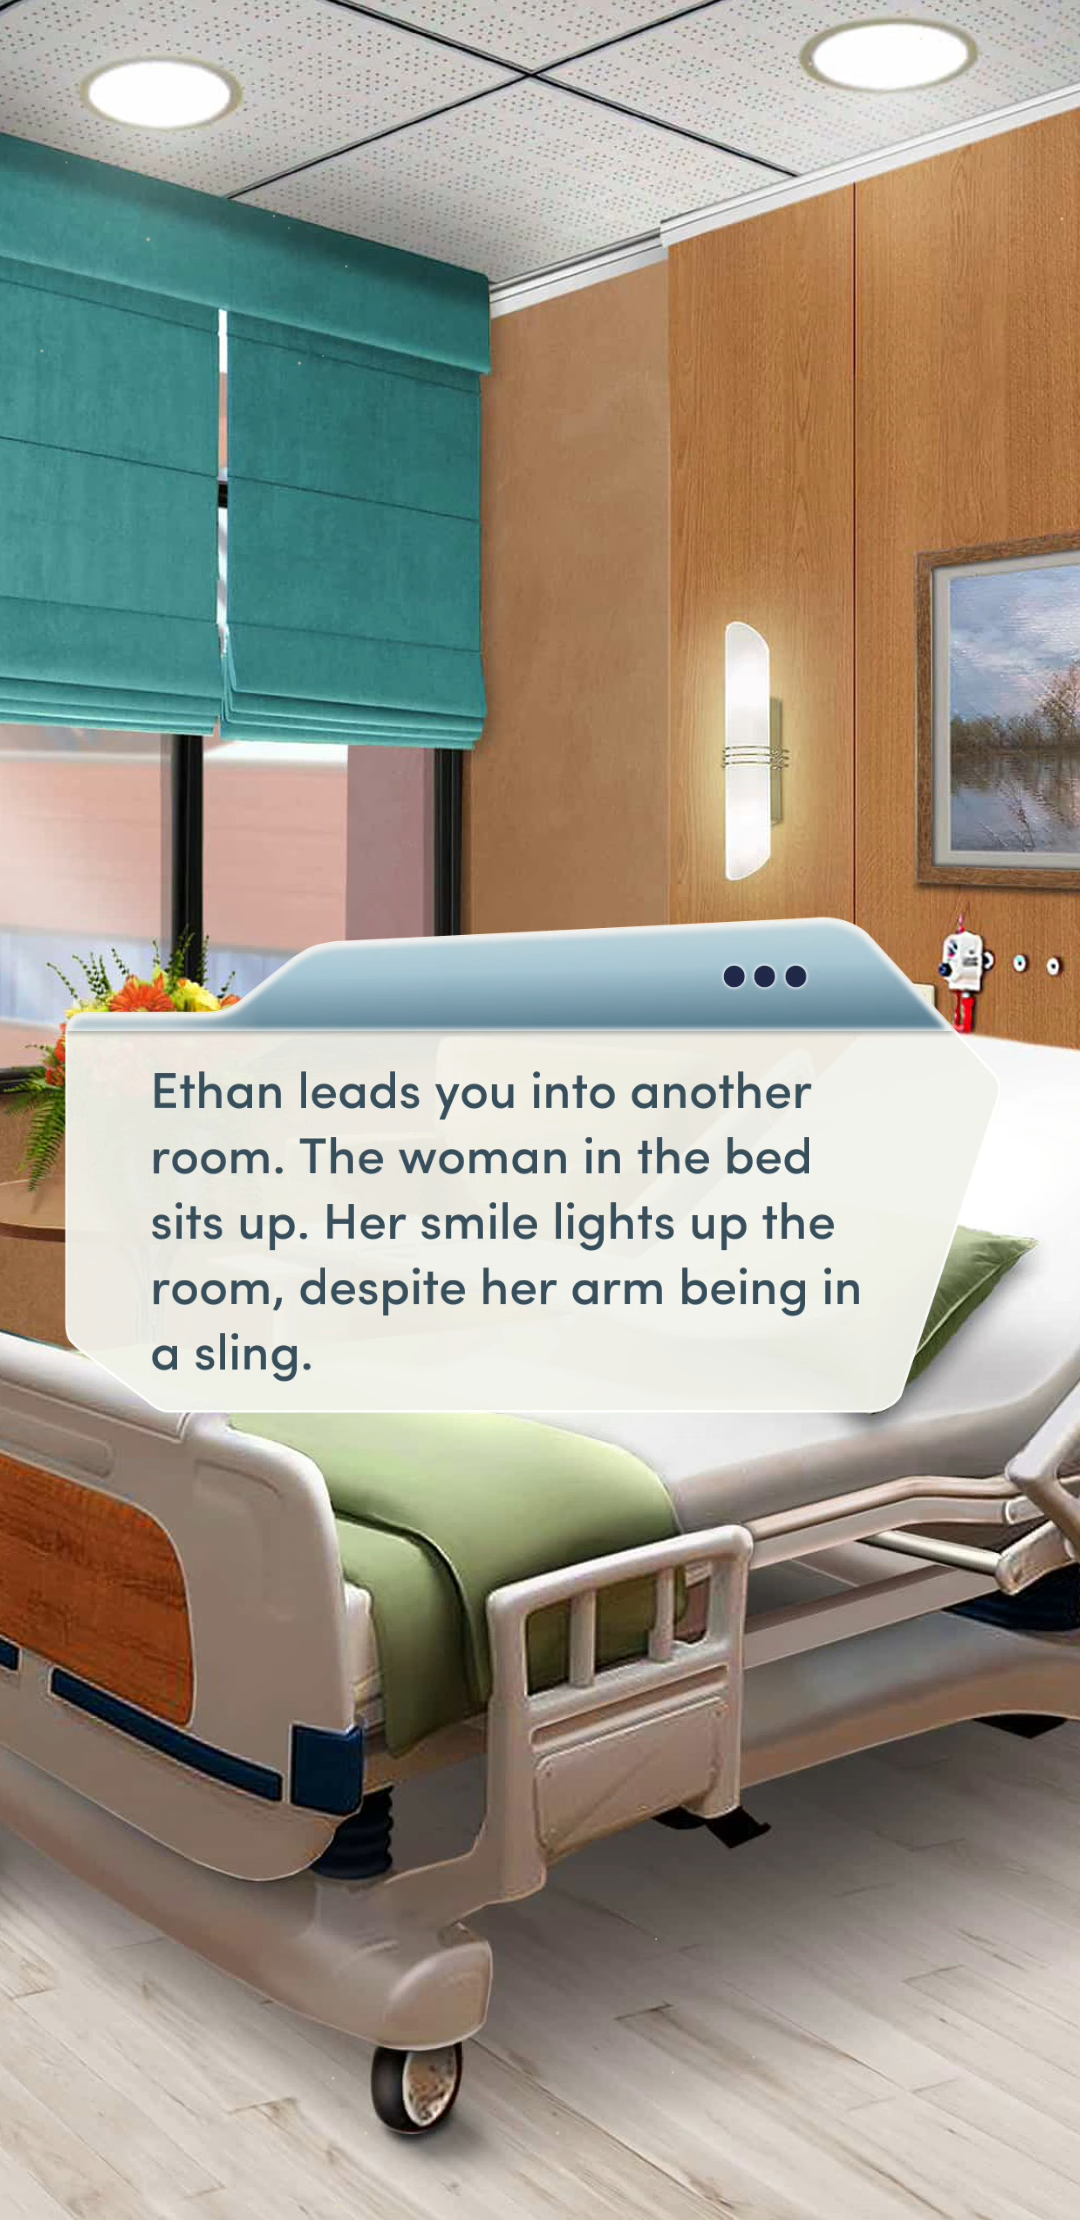 Ethan leads you into another
room. The woman in the bed
sits up. Her smile lights up the
room, despite her arm being in
a sling.